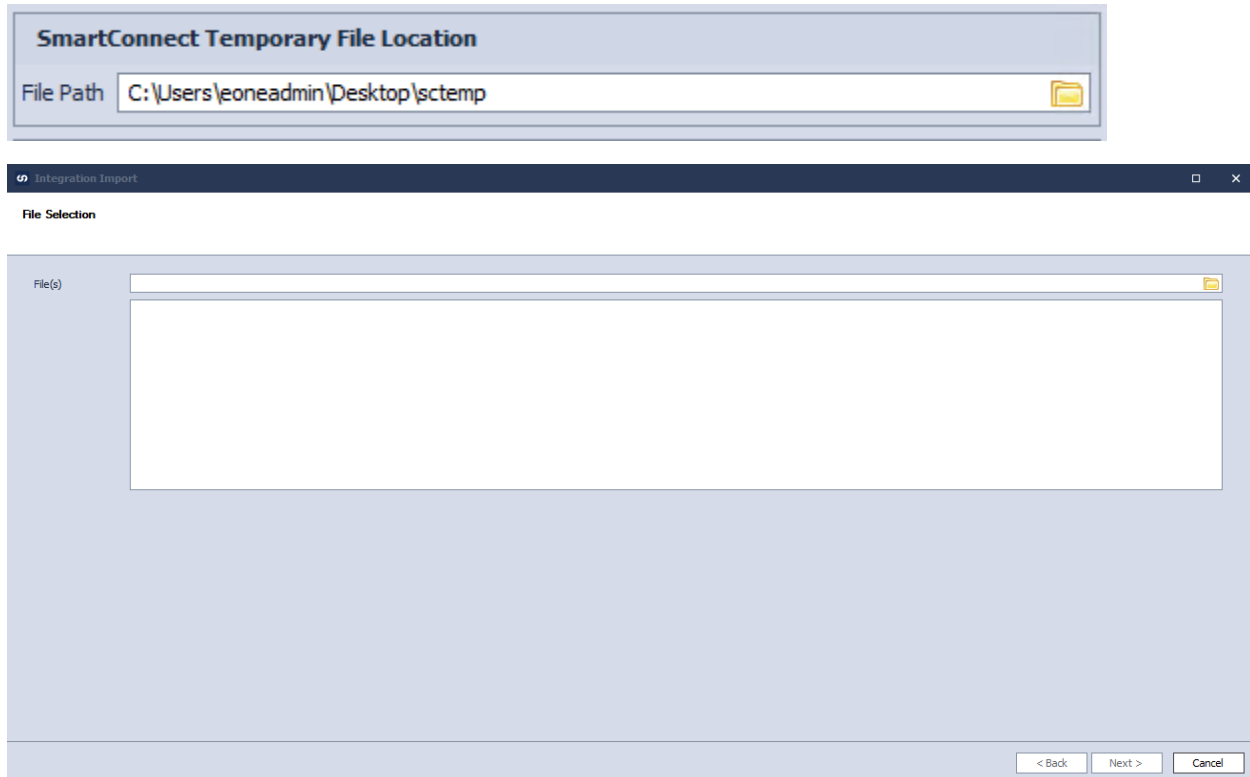 SmartConnect Temporary File Location
File Path C:\Users\eoneadmin\Desktop\sctemp
Integration Import
File Selection
File(s)
< Back Next > Cancel